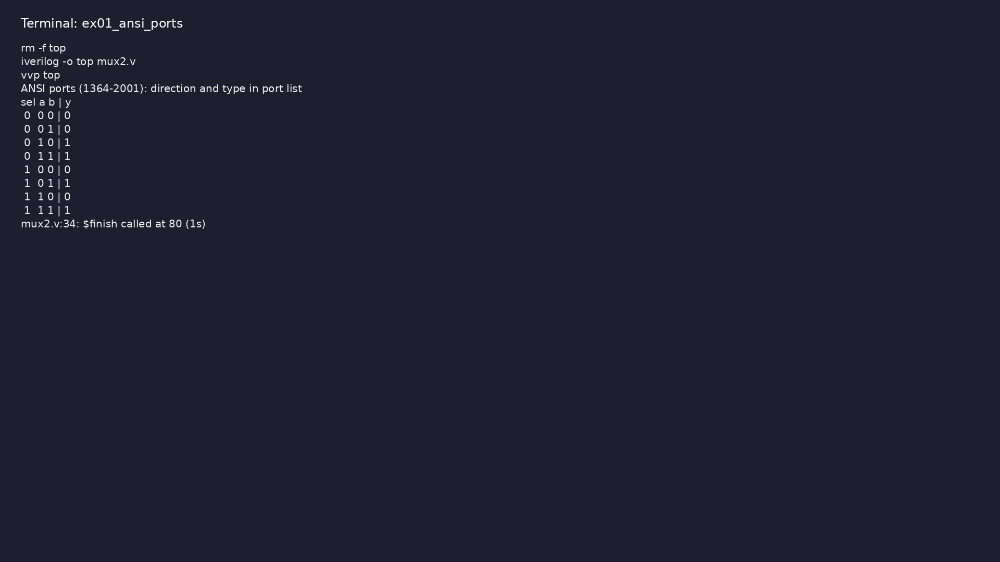 Terminal: ex01_ansi_ports
rm -f top
iverilog -o top mux2.v
vvp top
ANSI ports (1364-2001): direction and type in port list
sel a b | y
 0  0 0 | 0
 0  0 1 | 0
 0  1 0 | 1
 0  1 1 | 1
 1  0 0 | 0
 1  0 1 | 1
 1  1 0 | 0
 1  1 1 | 1
mux2.v:34: $finish called at 80 (1s)